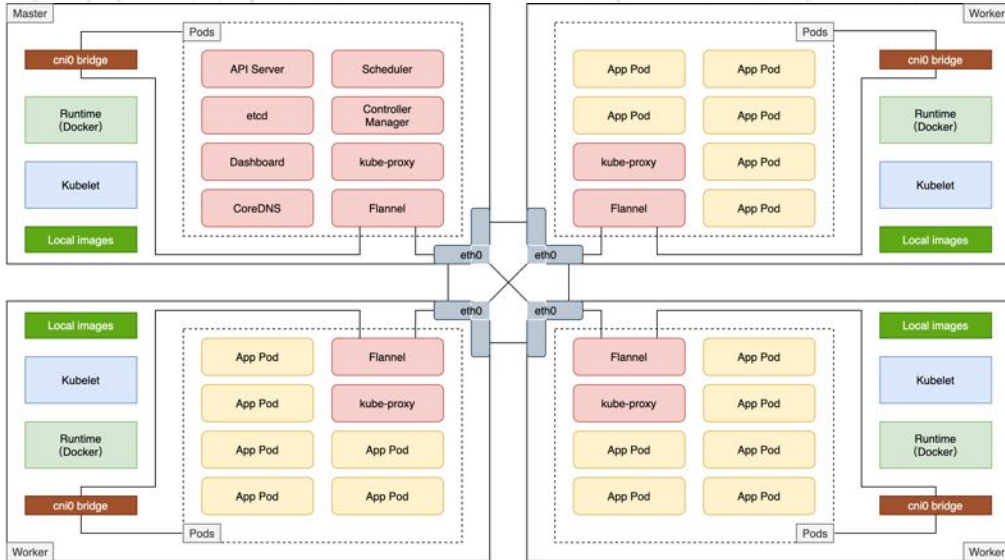 Master
Pods
cni0 bridge
API Server
Scheduler
Runtime
(Docker)
etcd
Controller
Manager
Kubelet
Dashboard
kube-proxy
CoreDNS
Flannel
Local images
eth0
Worker
Pods
App Pod
App Pod
cni0 bridge
App Pod
App Pod
Runtime
(Docker)
kube-proxy
App Pod
Kubelet
Flannel
App Pod
Local images
eth0
eth0
Local images
App Pod
Flannel
Kubelet
App Pod
kube-proxy
Runtime
(Docker)
App Pod
App Pod
cni0 bridge
App Pod
App Pod
Pods
Worker
eth0
Flannel
App Pod
Local images
kube-proxy
App Pod
Kubelet
App Pod
App Pod
Runtime
(Docker)
App Pod
App Pod
cni0 bridge
Pods
Worker